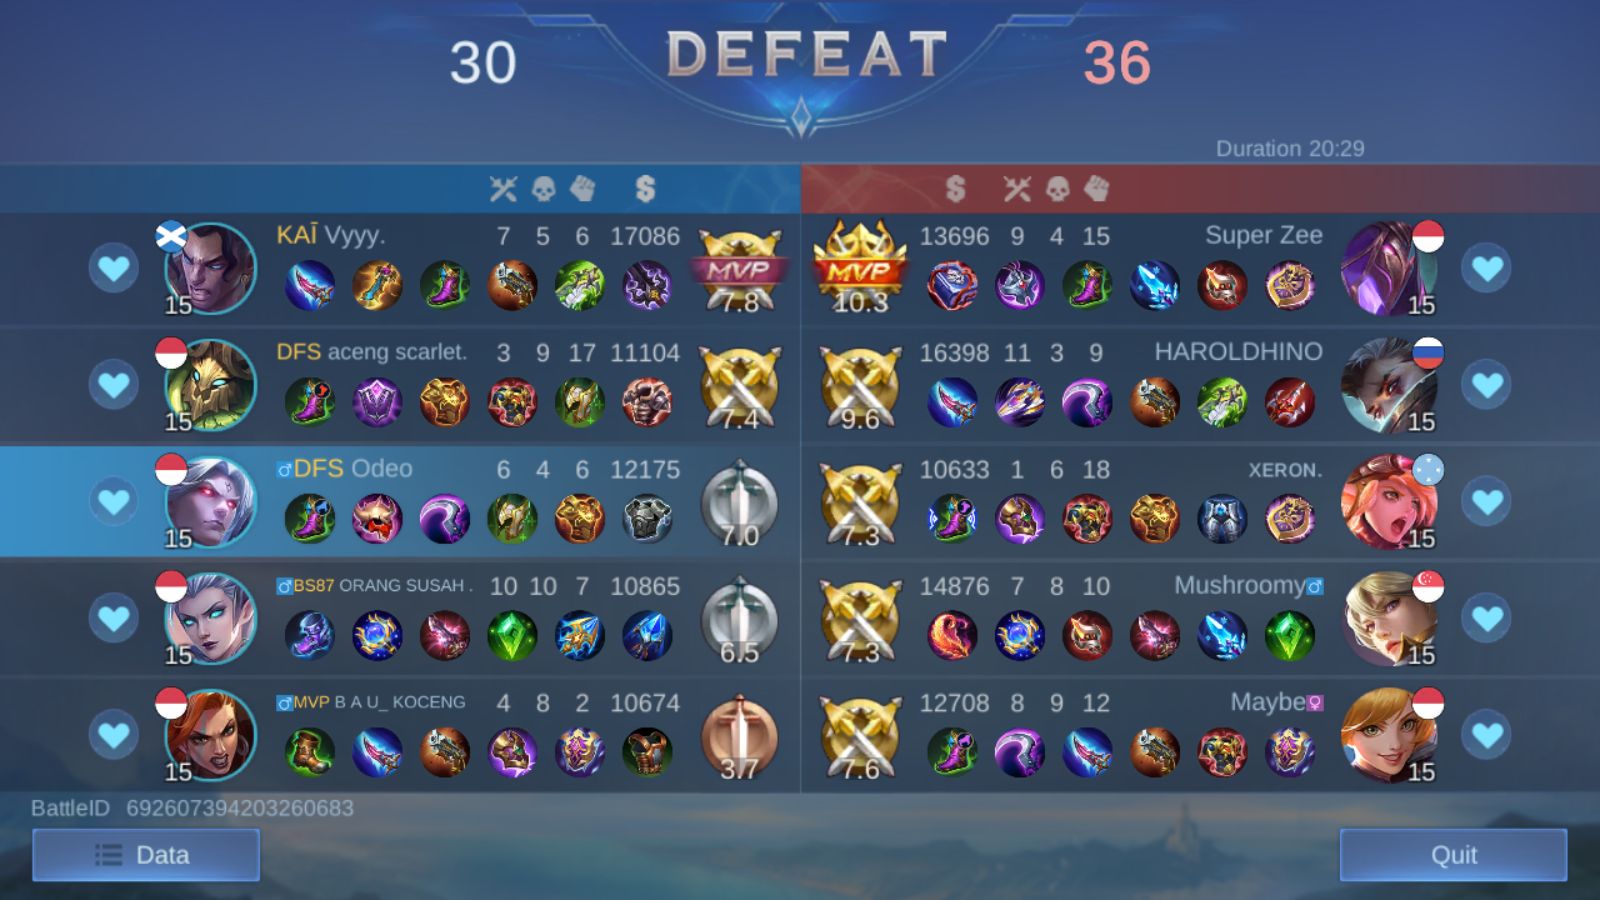 30 DEFEAT 36
Duration 20:29
KAĪ Vyyy. 7 5 6 17086 MVP 7.8 15
MVP 10.3 13696 9 4 15 Super Zee 15
DFS aceng scarlet. 3 9 17 11104 7.4 15
9.6 16398 11 3 9 HAROLDHINO 15
DFS Odeo 6 4 6 12175 7.0 15
7.3 10633 1 6 18 XERON. 15
BS87 ORANG SUSAH . 10 10 7 10865 6.5 15
7.3 14876 7 8 10 Mushroomy 15
MVP B A U_ KOCENG 4 8 2 10674 3.7 15
7.6 12708 8 9 12 Maybe 15
BattleID 692607394203260683
Data
Quit